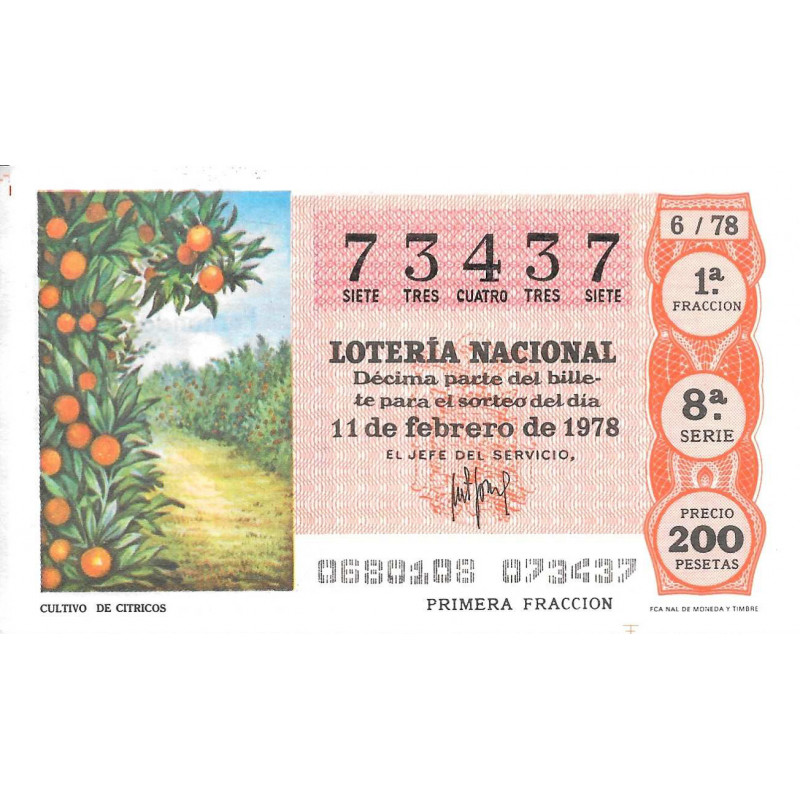 7 3 4 3 7
SIETE TRES CUATRO TRES SIETE
LOTERÍA NACIONAL
Décima parte del bille-
te para el sorteo del día
11 de febrero de 1978
EL JEFE DEL SERVICIO,
0680108 073437
PRIMERA FRACCION
6 / 78
1ª.
FRACCION
8ª.
SERIE
PRECIO
200
PESETAS
CULTIVO DE CITRICOS
FCA NAL DE MONEDA Y TIMBRE